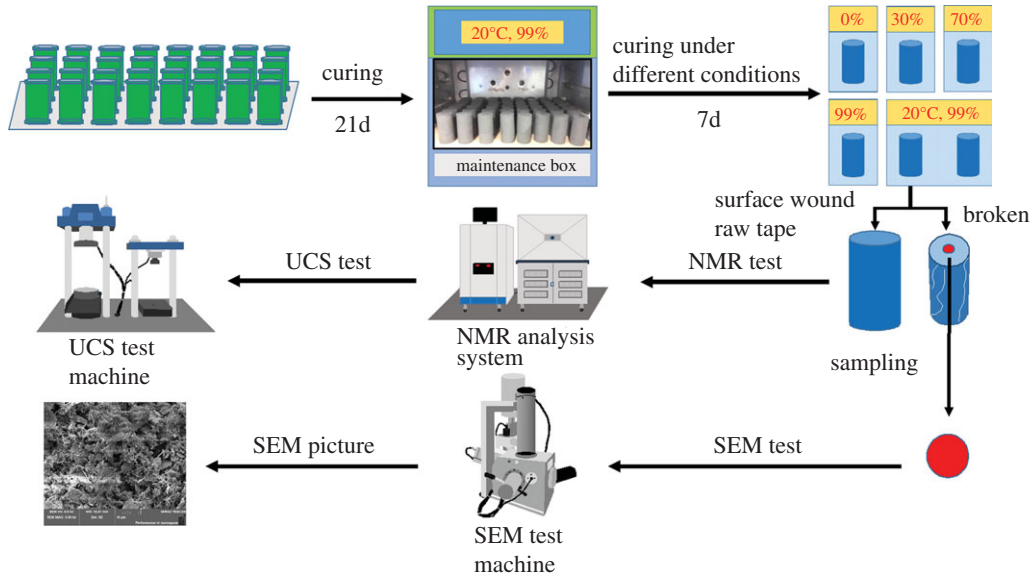 curing
21d
20°C, 99%
maintenance box
curing under
different conditions
7d
0%
30%
70%
99%
20°C, 99%
surface wound
raw tape
broken
NMR test
UCS test
UCS test
machine
NMR analysis
system
sampling
SEM test
SEM test
machine
SEM picture